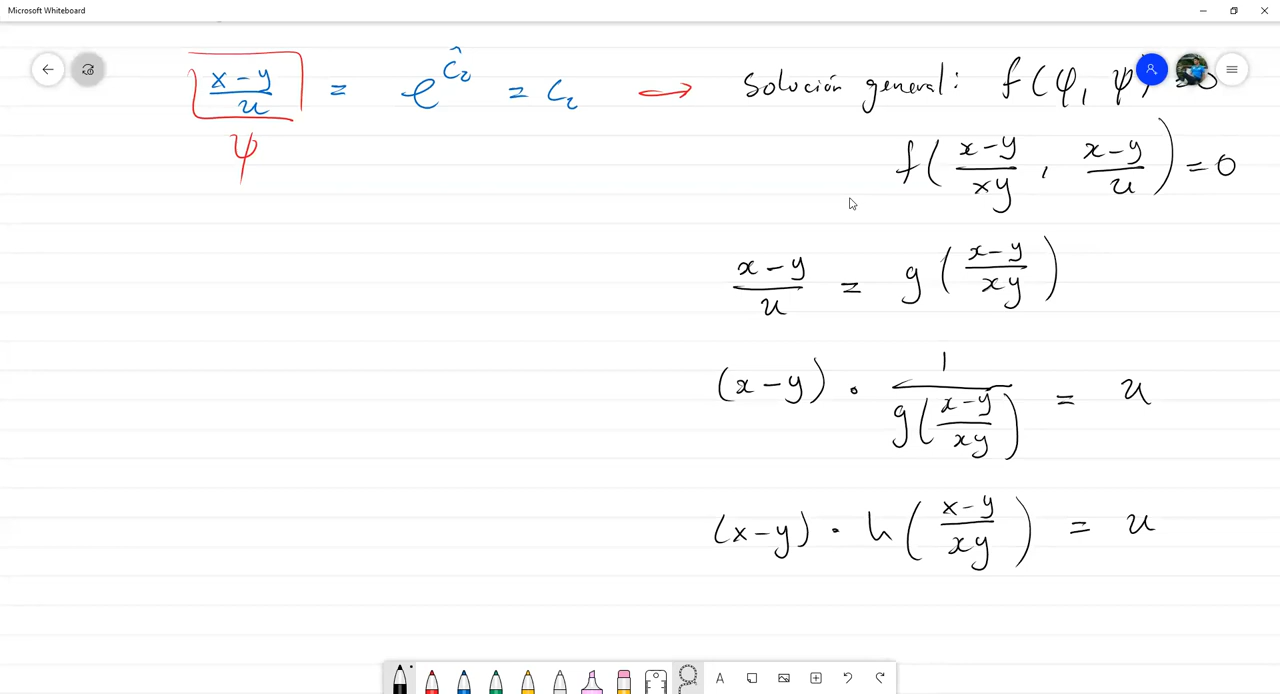 Microsoft Whiteboard
(x-y)/u = e^ĉ₂ = c₂ → Solución general: f(φ, ψ) = 0
ψ
f((x-y)/xy, (x-y)/u) = 0
(x-y)/u = g((x-y)/xy)
(x-y) · 1/g((x-y)/xy) = u
(x-y) · h((x-y)/xy) = u
A